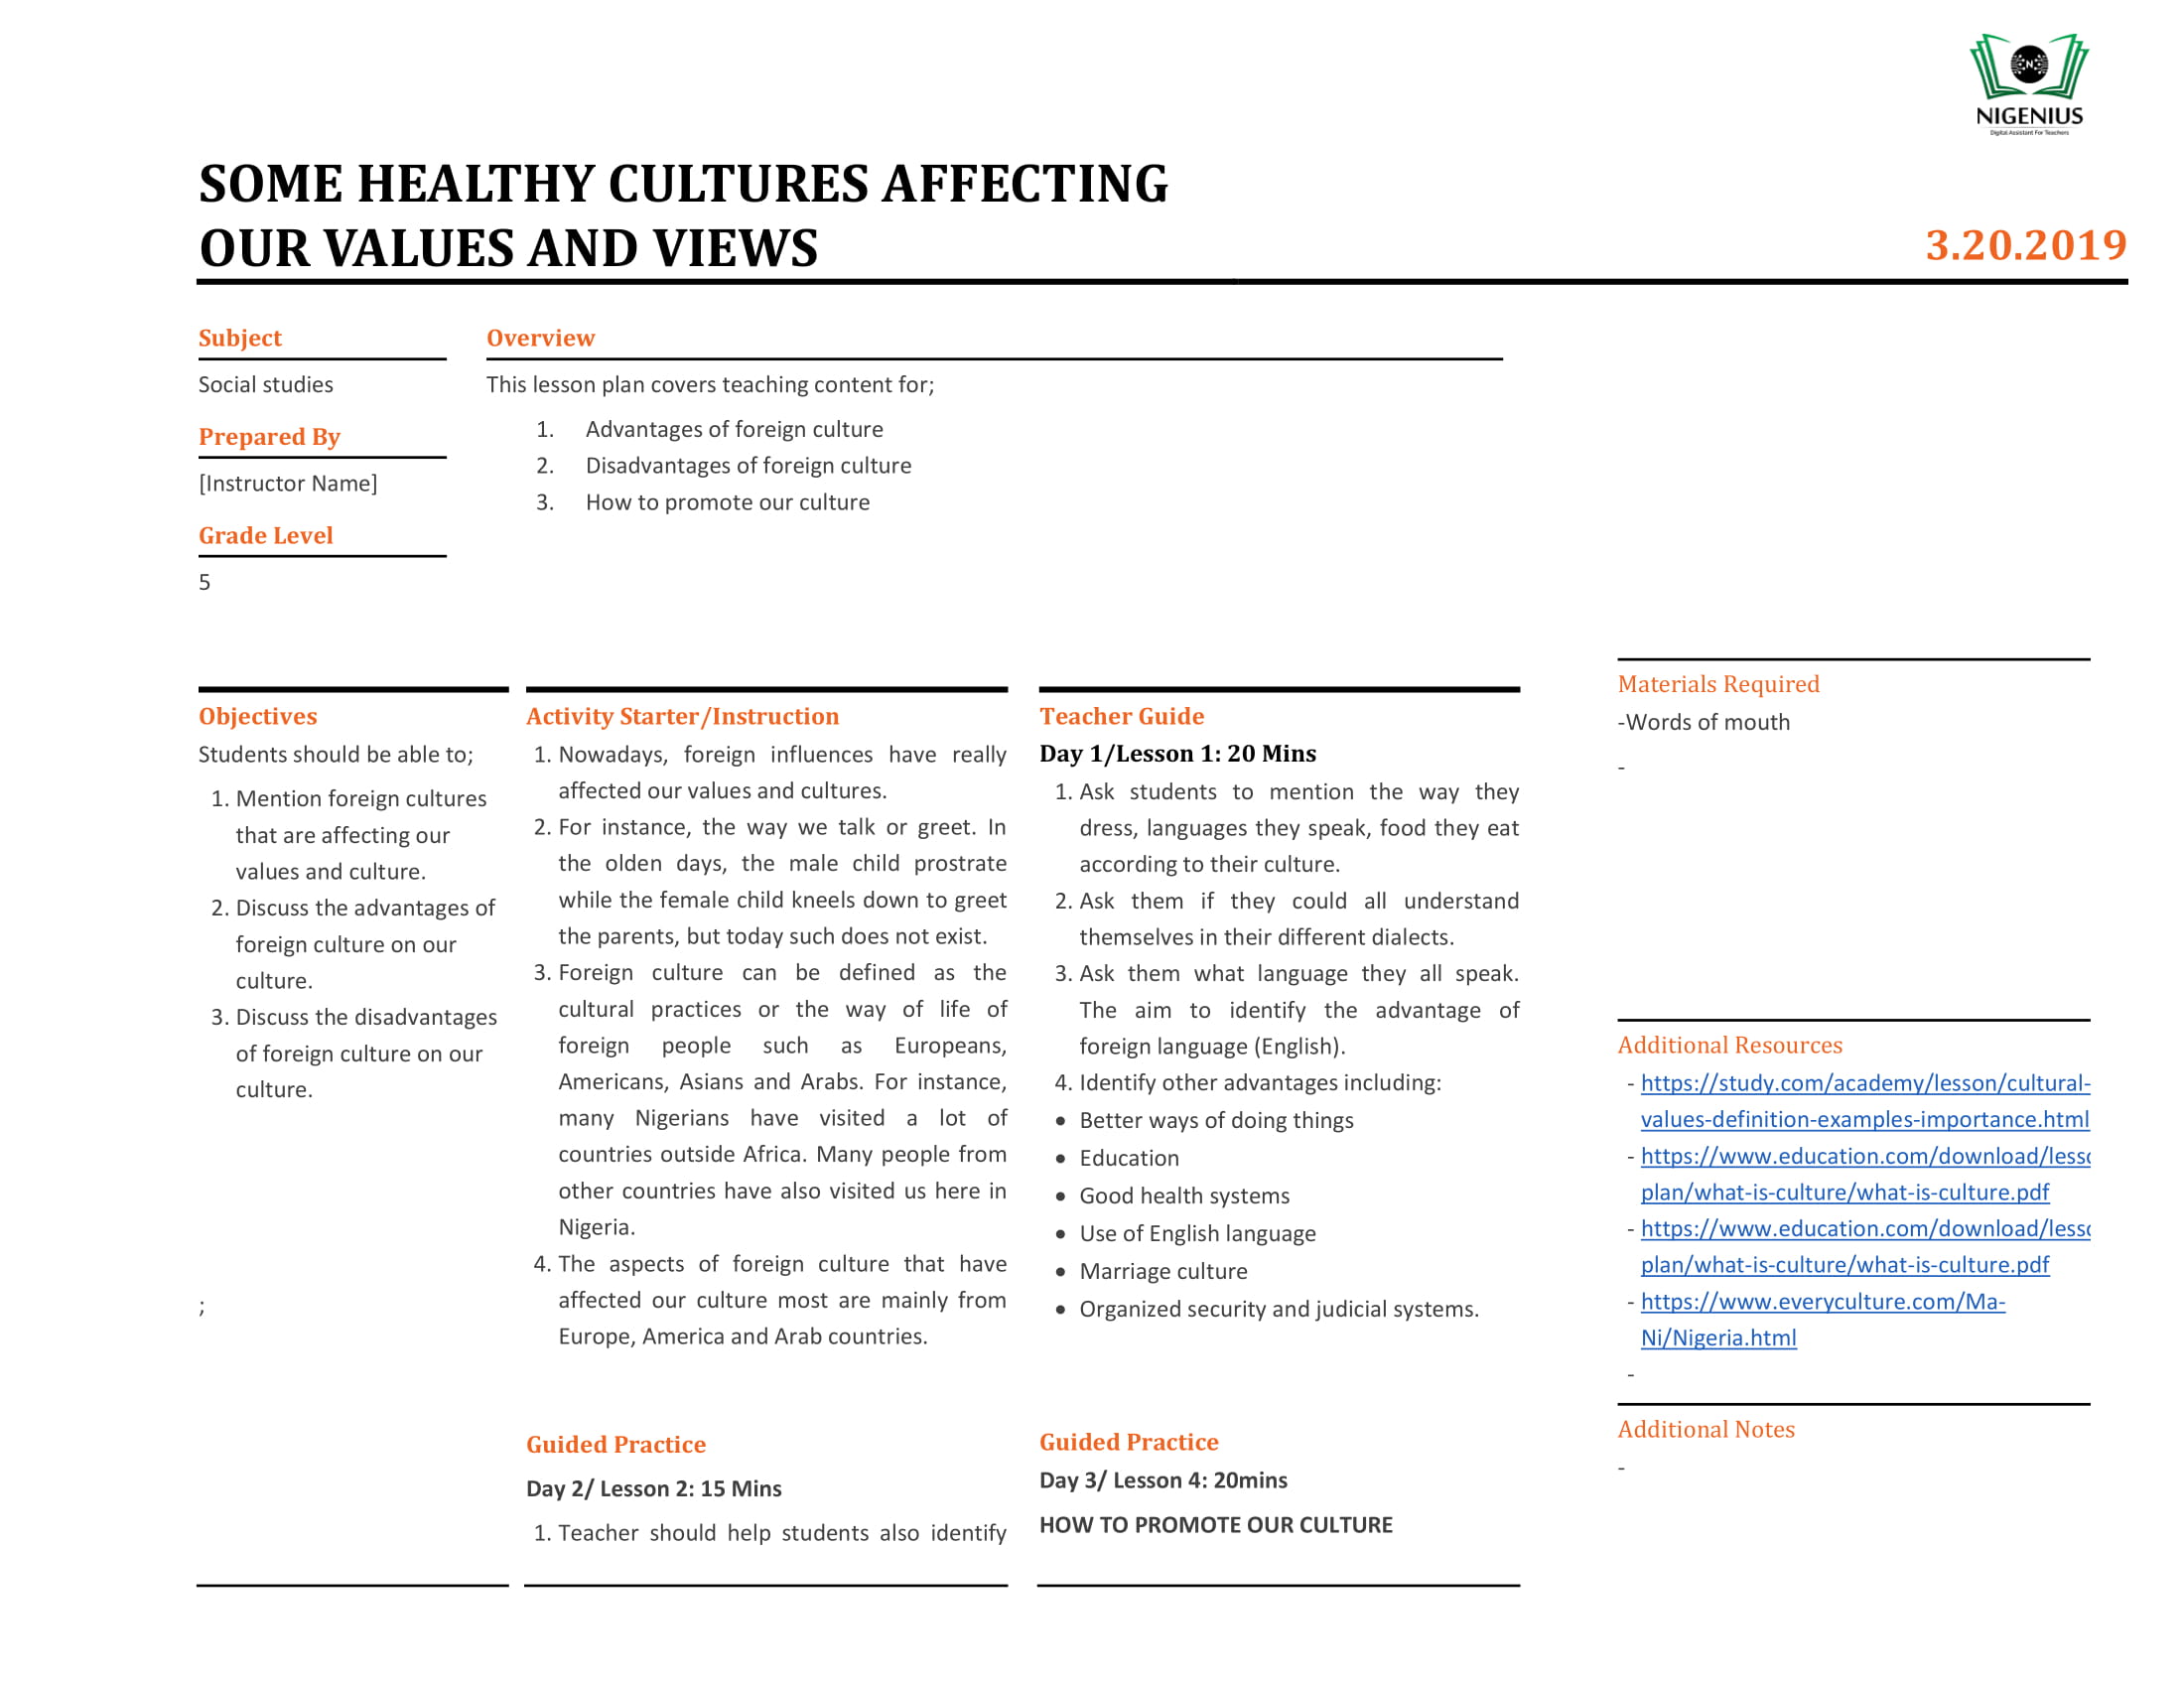 NIGENIUS
Digital Assistant For Teachers
SOME HEALTHY CULTURES AFFECTING
OUR VALUES AND VIEWS
3.20.2019
Subject
Social studies
Prepared By
[Instructor Name]
Grade Level
5
Overview
This lesson plan covers teaching content for;
1. Advantages of foreign culture
2. Disadvantages of foreign culture
3. How to promote our culture
Objectives
Students should be able to;
1. Mention foreign cultures
that are affecting our
values and culture.
2. Discuss the advantages of
foreign culture on our
culture.
3. Discuss the disadvantages
of foreign culture on our
culture.
;
Activity Starter/Instruction
1. Nowadays, foreign influences have really
affected our values and cultures.
2. For instance, the way we talk or greet. In
the olden days, the male child prostrate
while the female child kneels down to greet
the parents, but today such does not exist.
3. Foreign culture can be defined as the
cultural practices or the way of life of
foreign people such as Europeans,
Americans, Asians and Arabs. For instance,
many Nigerians have visited a lot of
countries outside Africa. Many people from
other countries have also visited us here in
Nigeria.
4. The aspects of foreign culture that have
affected our culture most are mainly from
Europe, America and Arab countries.
Guided Practice
Day 2/ Lesson 2: 15 Mins
1. Teacher should help students also identify
Teacher Guide
Day 1/Lesson 1: 20 Mins
1. Ask students to mention the way they
dress, languages they speak, food they eat
according to their culture.
2. Ask them if they could all understand
themselves in their different dialects.
3. Ask them what language they all speak.
The aim to identify the advantage of
foreign language (English).
4. Identify other advantages including:
• Better ways of doing things
• Education
• Good health systems
• Use of English language
• Marriage culture
• Organized security and judicial systems.
Guided Practice
Day 3/ Lesson 4: 20mins
HOW TO PROMOTE OUR CULTURE
Materials Required
-Words of mouth
-
Additional Resources
- https://study.com/academy/lesson/cultural-
values-definition-examples-importance.html
- https://www.education.com/download/less
plan/what-is-culture/what-is-culture.pdf
- https://www.education.com/download/less
plan/what-is-culture/what-is-culture.pdf
- https://www.everyculture.com/Ma-
Ni/Nigeria.html
-
Additional Notes
-